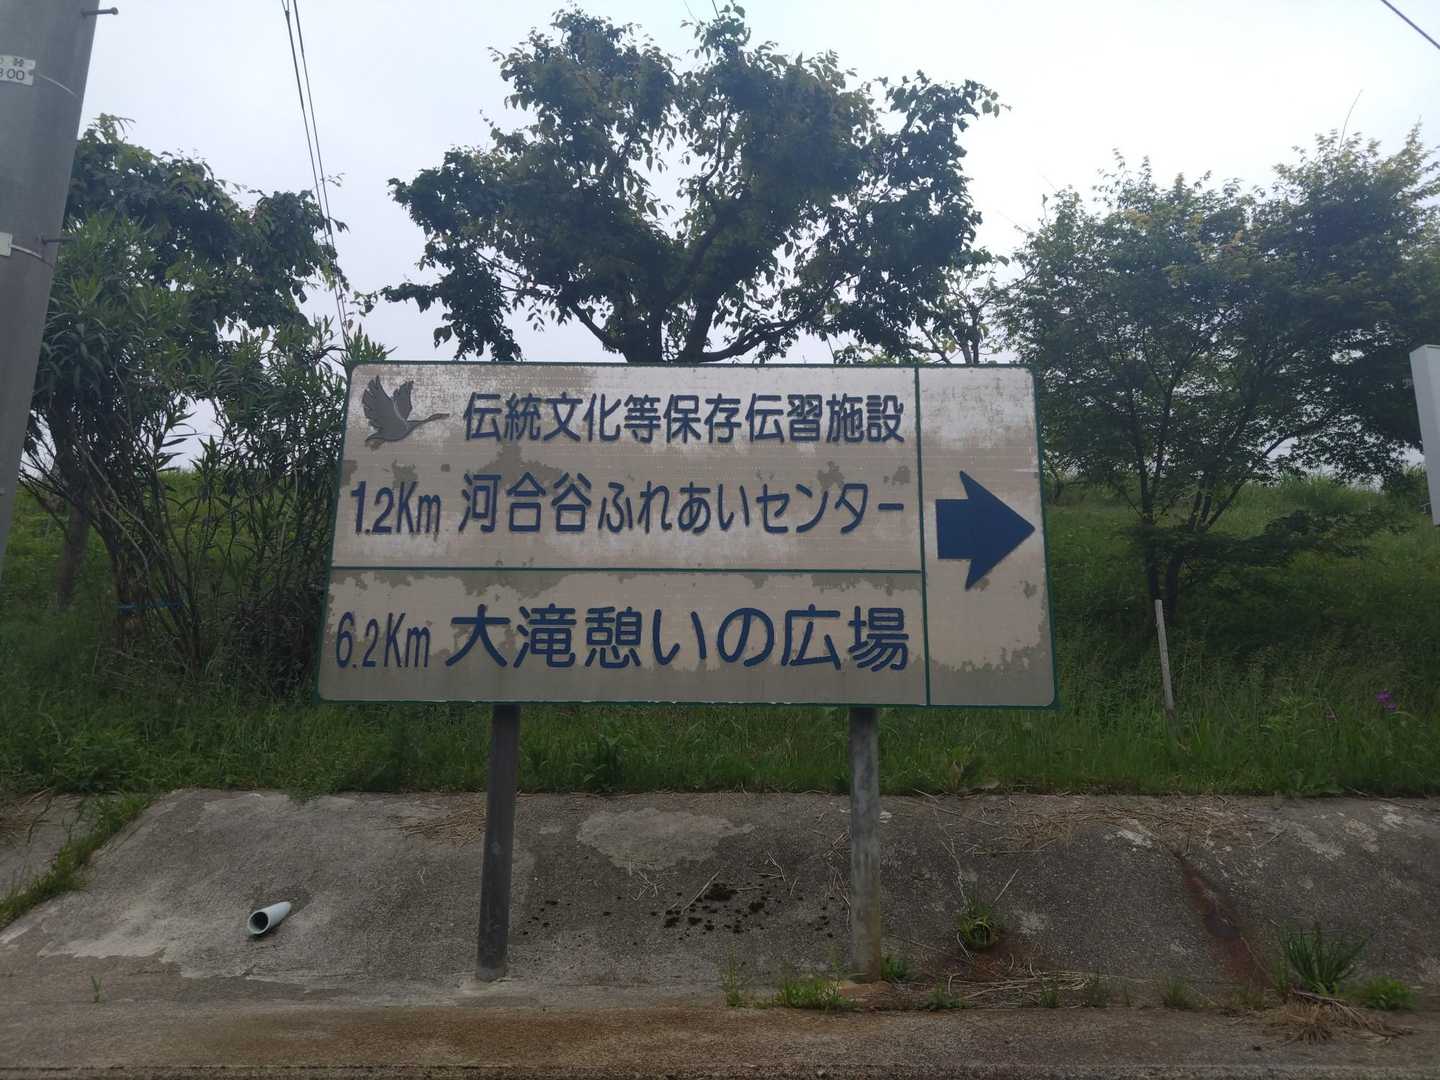 伝統文化等保存伝習施設
1.2Km 河合谷ふれあいセンター
6.2Km 大滝憩いの広場